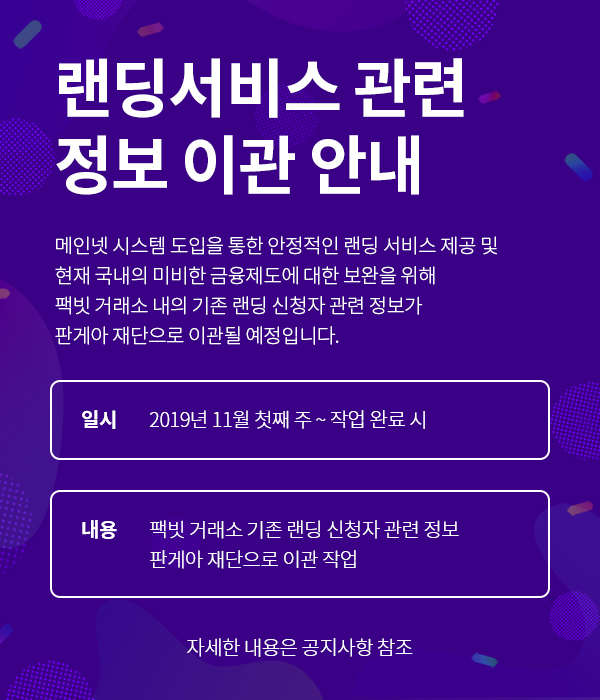 랜딩서비스 관련
정보 이관 안내
메인넷 시스템 도입을 통한 안정적인 랜딩 서비스 제공 및
현재 국내의 미비한 금융제도에 대한 보완을 위해
팩빗 거래소 내의 기존 랜딩 신청자 관련 정보가
판게아 재단으로 이관될 예정입니다.
일시 2019년 11월 첫째 주 ~ 작업 완료 시
내용 팩빗 거래소 기존 랜딩 신청자 관련 정보
판게아 재단으로 이관 작업
자세한 내용은 공지사항 참조